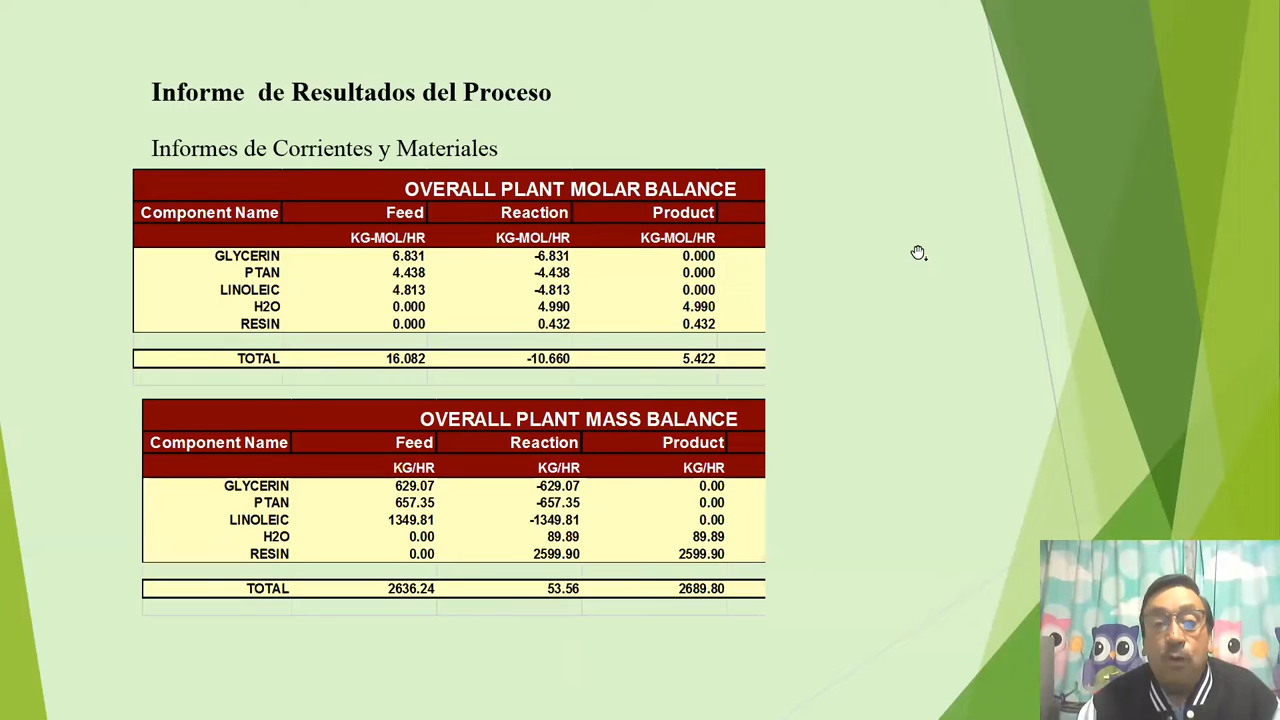 Informe de Resultados del Proceso
Informes de Corrientes y Materiales
OVERALL PLANT MOLAR BALANCE
Component Name Feed Reaction Product
KG-MOL/HR KG-MOL/HR KG-MOL/HR
GLYCERIN 6.831 -6.831 0.000
PTAN 4.438 -4.438 0.000
LINOLEIC 4.813 -4.813 0.000
H2O 0.000 4.990 4.990
RESIN 0.000 0.432 0.432
TOTAL 16.082 -10.660 5.422
OVERALL PLANT MASS BALANCE
Component Name Feed Reaction Product
KG/HR KG/HR KG/HR
GLYCERIN 629.07 -629.07 0.00
PTAN 657.35 -657.35 0.00
LINOLEIC 1349.81 -1349.81 0.00
H2O 0.00 89.89 89.89
RESIN 0.00 2599.90 2599.90
TOTAL 2636.24 53.56 2689.80